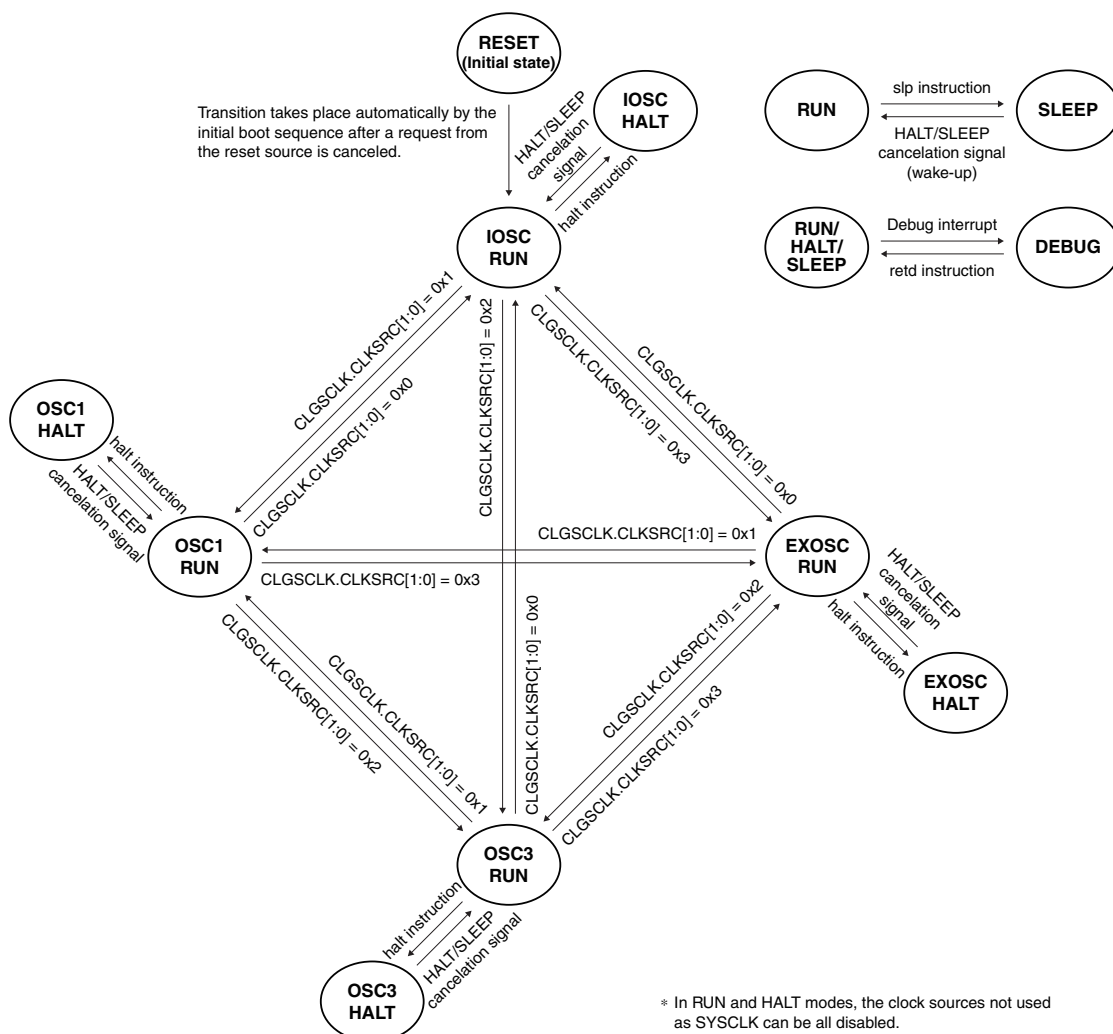 RESET
(Initial state)
Transition takes place automatically by the
initial boot sequence after a request from
the reset source is canceled.
HALT/SLEEP
cancelation
signal
IOSC
HALT
halt instruction
IOSC
RUN
RUN
slp instruction
HALT/SLEEP
cancelation signal
(wake-up)
SLEEP
RUN/
HALT/
SLEEP
Debug interrupt
retd instruction
DEBUG
CLGSCLK.CLKSRC[1:0] = 0x1
CLGSCLK.CLKSRC[1:0] = 0x0
CLGSCLK.CLKSRC[1:0] = 0x2
CLGSCLK.CLKSRC[1:0] = 0x0
CLGSCLK.CLKSRC[1:0] = 0x3
CLGSCLK.CLKSRC[1:0] = 0x0
OSC1
HALT
halt instruction
HALT/SLEEP
cancelation signal
OSC1
RUN
CLGSCLK.CLKSRC[1:0] = 0x1
CLGSCLK.CLKSRC[1:0] = 0x3
EXOSC
RUN
HALT/SLEEP
cancelation
signal
halt instruction
EXOSC
HALT
CLGSCLK.CLKSRC[1:0] = 0x1
CLGSCLK.CLKSRC[1:0] = 0x2
CLGSCLK.CLKSRC[1:0] = 0x2
CLGSCLK.CLKSRC[1:0] = 0x3
OSC3
RUN
halt instruction
HALT/SLEEP
cancelation signal
OSC3
HALT
* In RUN and HALT modes, the clock sources not used
as SYSCLK can be all disabled.